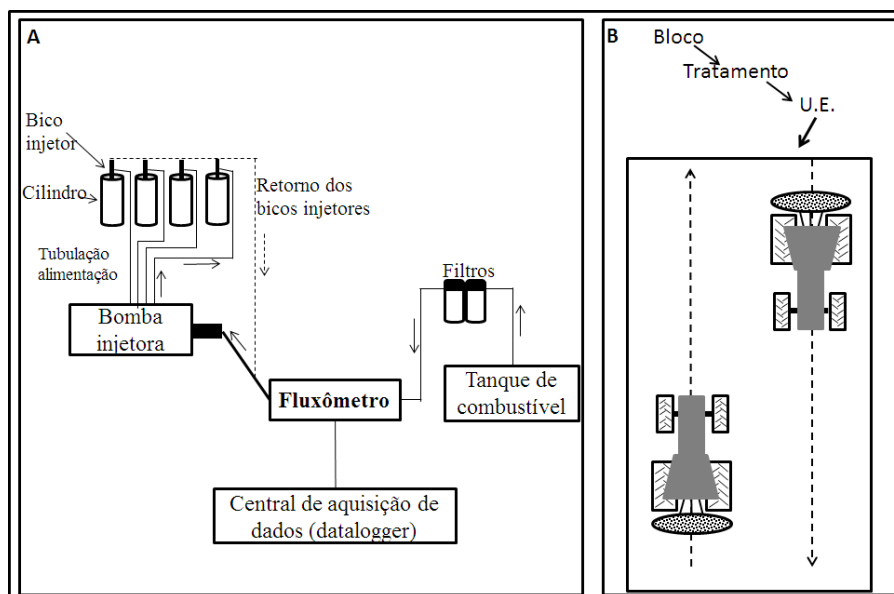 A
Bico
injetor
Cilindro
Retorno dos
bicos injetores
Tubulação
alimentação
Filtros
Bomba
injetora
Fluxômetro
Tanque de
combustível
Central de aquisição de
dados (datalogger)
B
Bloco
Tratamento
U.E.